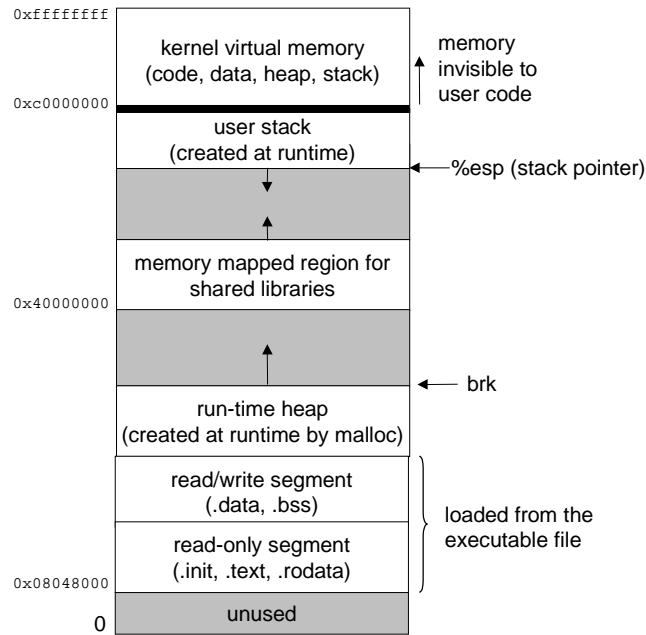 0xffffffff
kernel virtual memory
(code, data, heap, stack)
memory
invisible to
user code
0xc0000000
user stack
(created at runtime)
%esp (stack pointer)
memory mapped region for
shared libraries
0x40000000
brk
run-time heap
(created at runtime by malloc)
read/write segment
(.data, .bss)
loaded from the
executable file
read-only segment
(.init, .text, .rodata)
0x08048000
unused
0